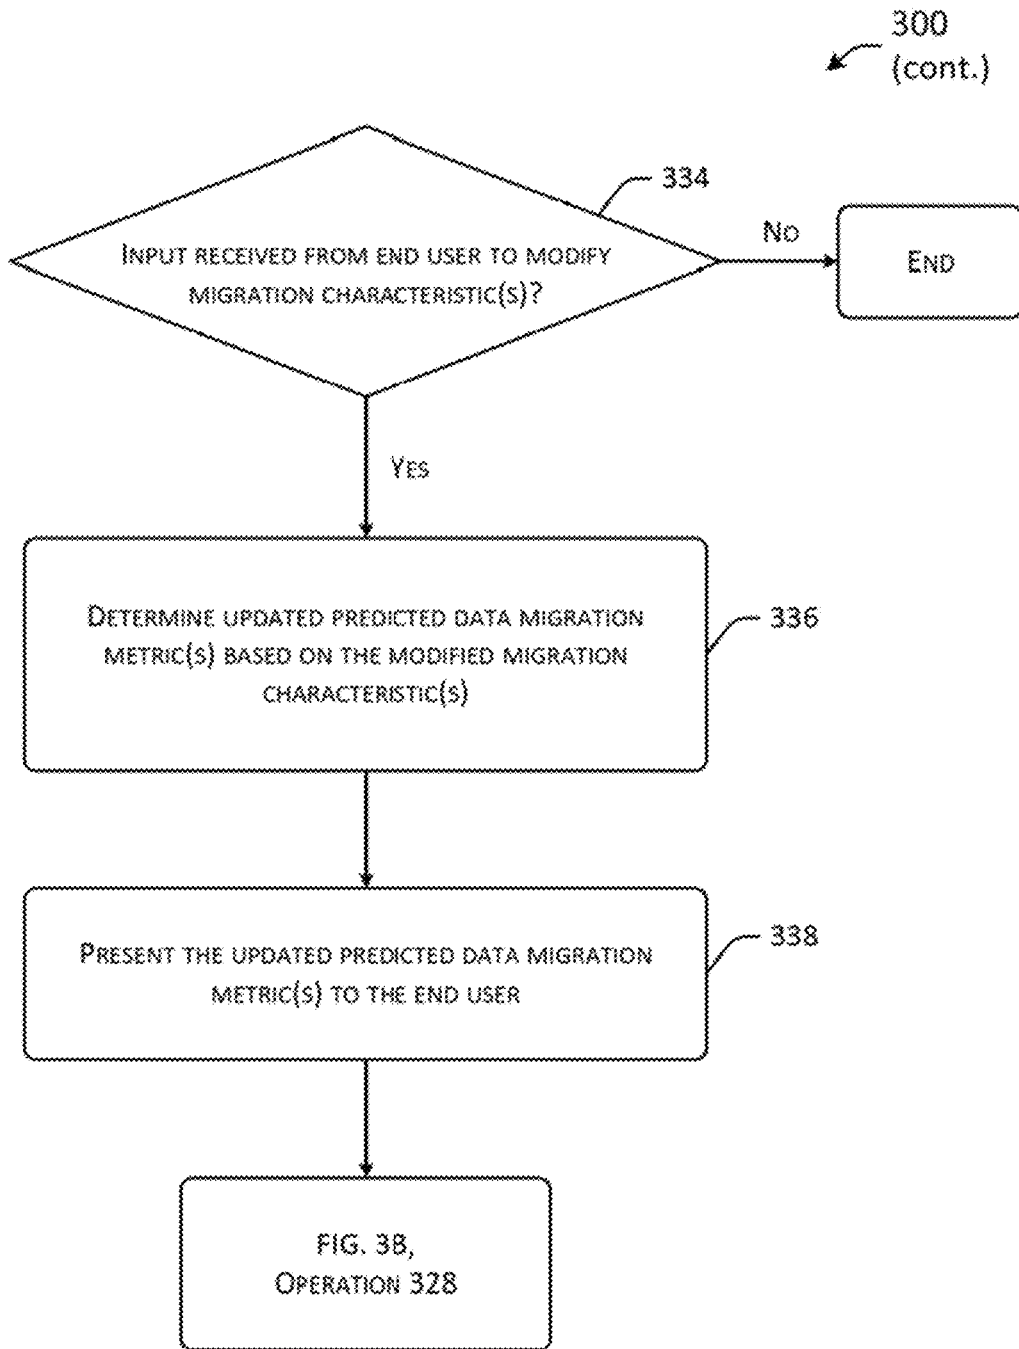 300
(cont.)
334
INPUT RECEIVED FROM END USER TO MODIFY
MIGRATION CHARACTERISTIC(S)?
NO
END
YES
DETERMINE UPDATED PREDICTED DATA MIGRATION
METRIC(S) BASED ON THE MODIFIED MIGRATION
CHARACTERISTIC(S)
336
PRESENT THE UPDATED PREDICTED DATA MIGRATION
METRIC(S) TO THE END USER
338
FIG. 3B,
OPERATION 328